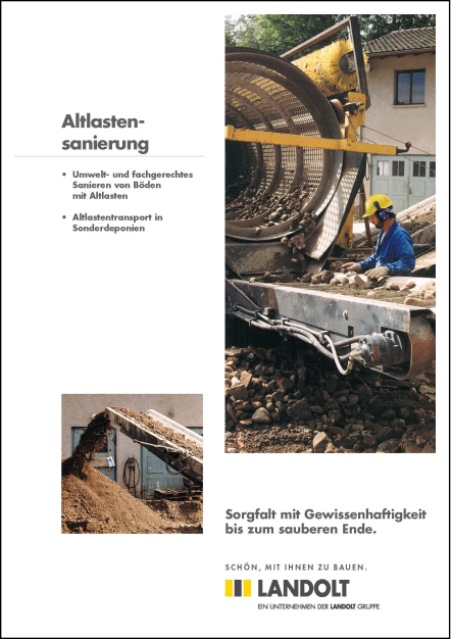 Altlasten-
sanierung
• Umwelt- und fachgerechtes
Sanieren von Böden
mit Altlasten
• Altlastentransport in
Sonderdeponien
Sorgfalt mit Gewissenhaftigkeit
bis zum sauberen Ende.
SCHÖN, MIT IHNEN ZU BAUEN.
LANDOLT
EIN UNTERNEHMEN DER LANDOLT GRUPPE